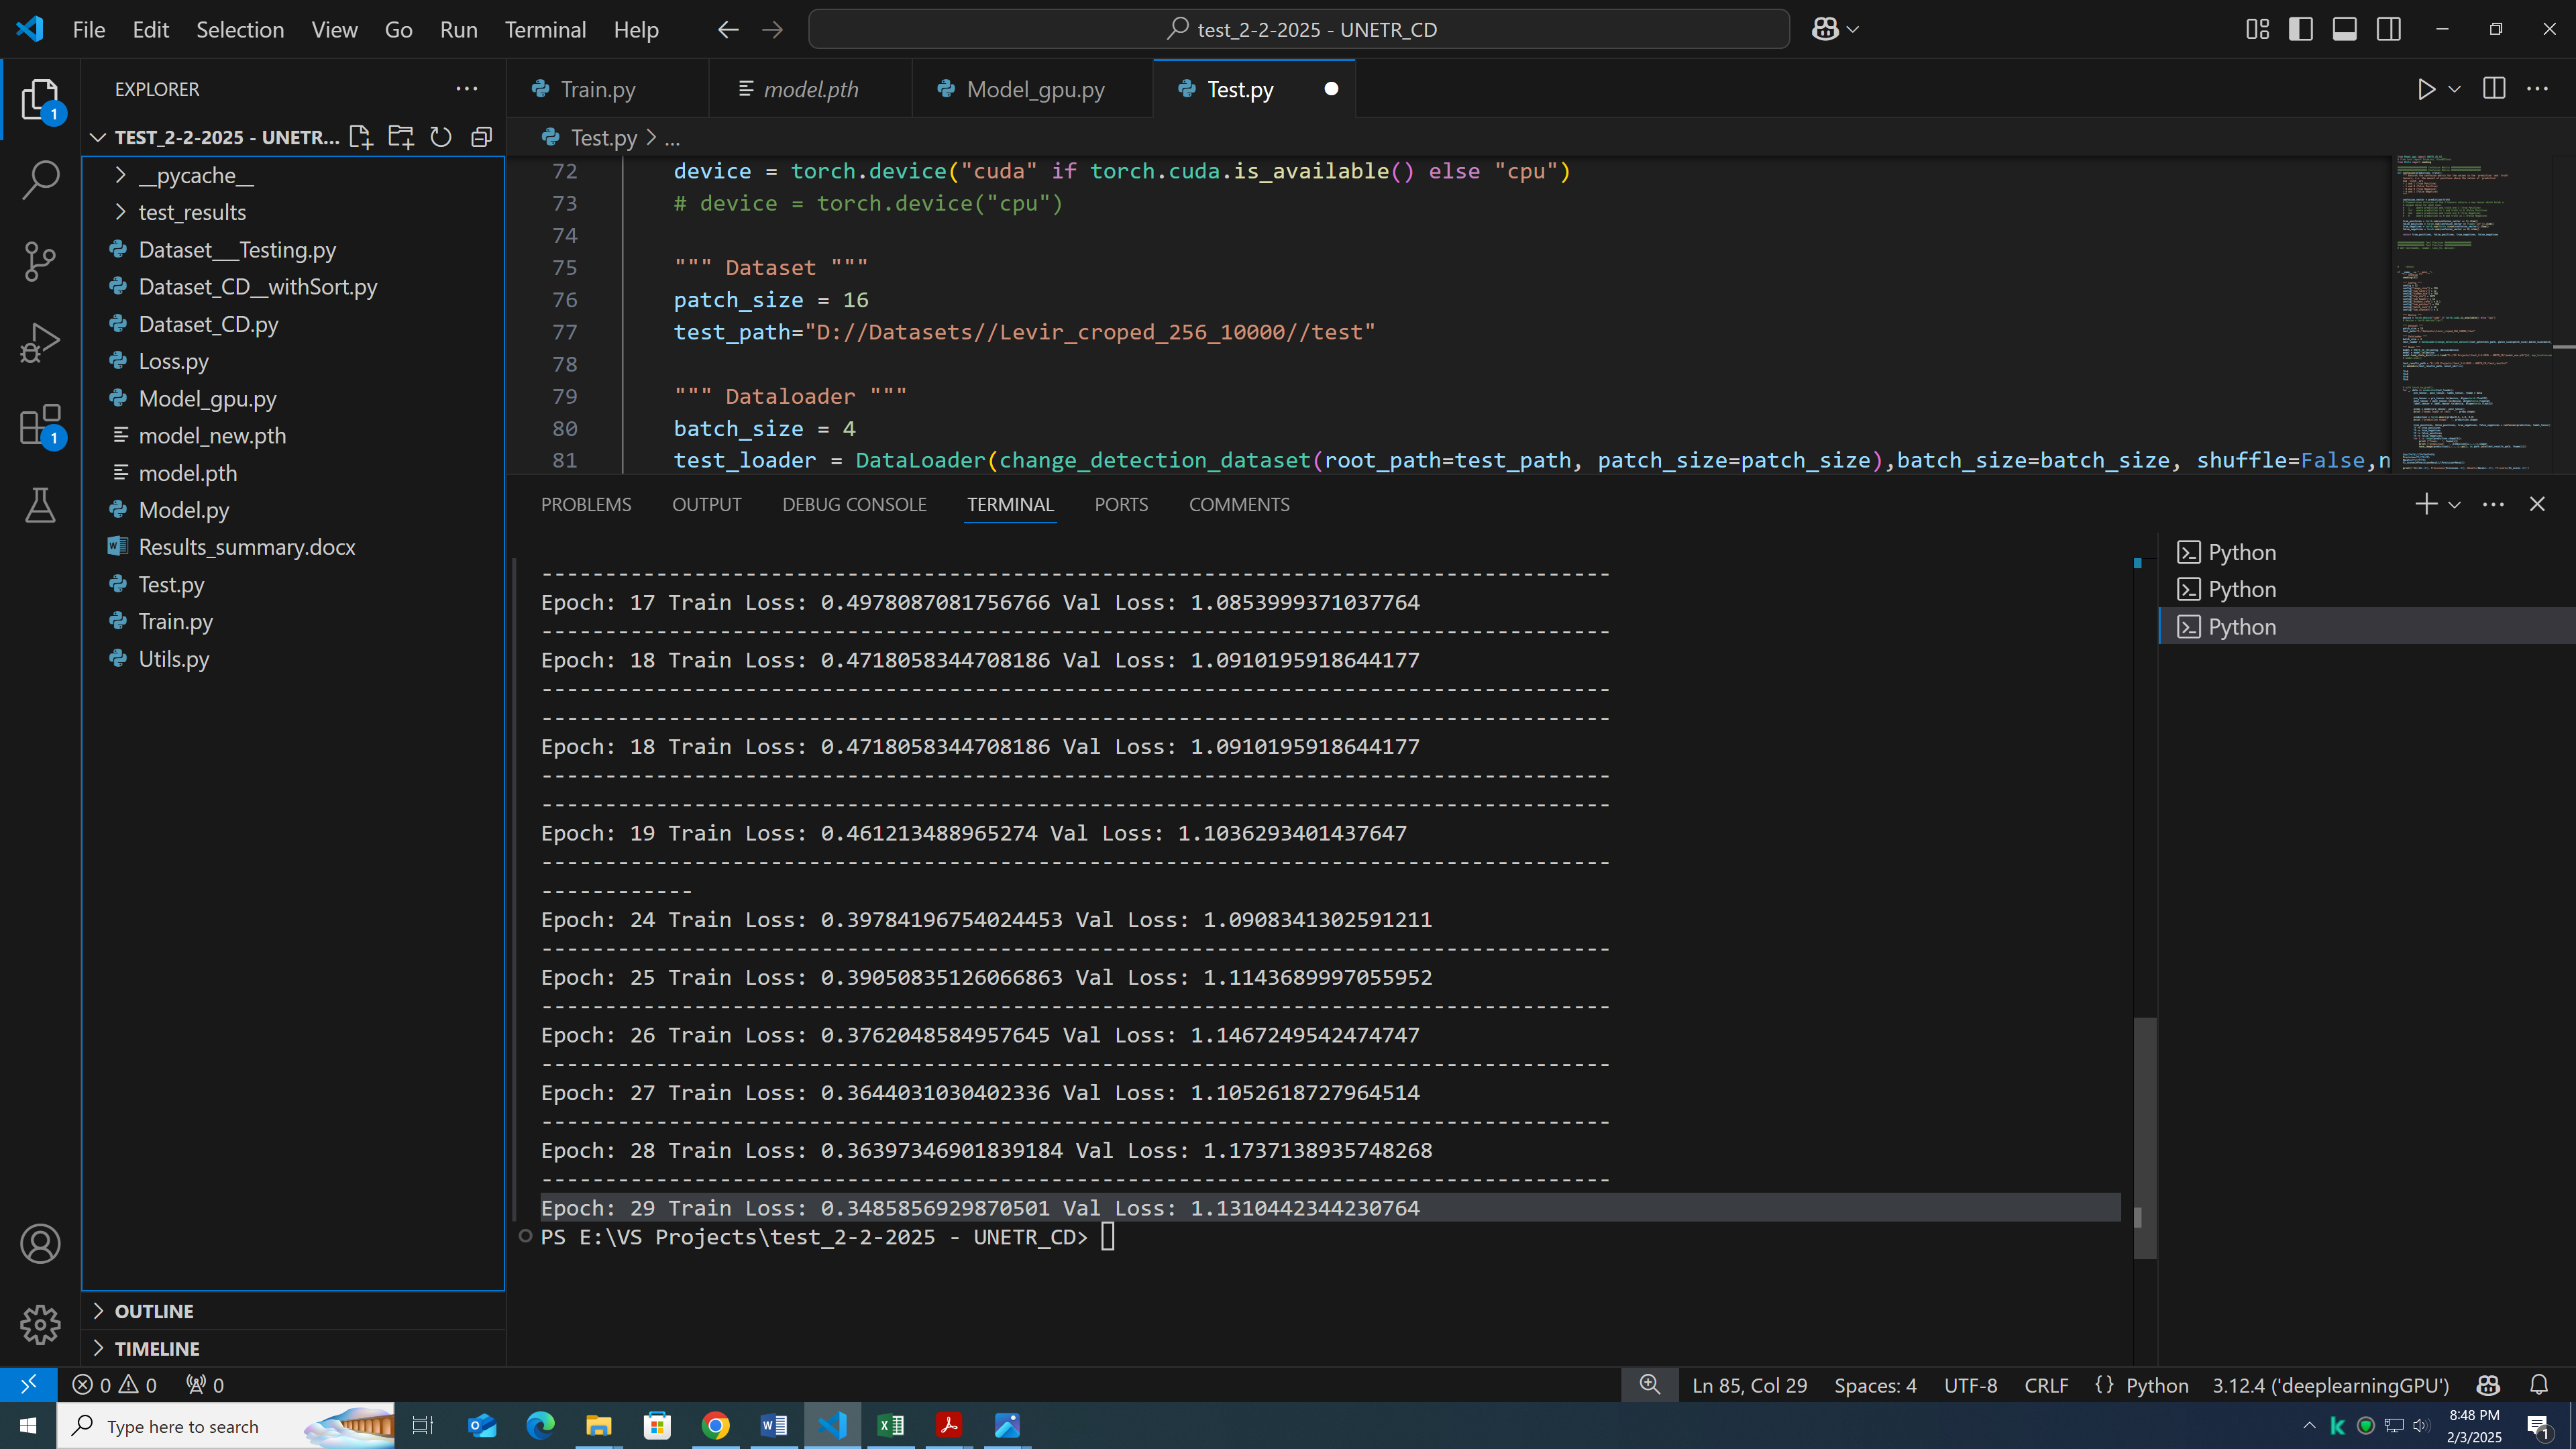 File Edit Selection View Go Run Terminal Help
test_2-2-2025 - UNETR_CD
EXPLORER
TEST_2-2-2025 - UNETR...
__pycache__
test_results
Dataset___Testing.py
Dataset_CD__withSort.py
Dataset_CD.py
Loss.py
Model_gpu.py
model_new.pth
model.pth
Model.py
Results_summary.docx
Test.py
Train.py
Utils.py
OUTLINE
TIMELINE
1
1
Train.py model.pth Model_gpu.py Test.py
Test.py > ...
72 device = torch.device("cuda" if torch.cuda.is_available() else "cpu")
73 # device = torch.device("cpu")
74
75 """ Dataset """
76 patch_size = 16
77 test_path="D://Datasets//Levir_croped_256_10000//test"
78
79 """ Dataloader """
80 batch_size = 4
81 test_loader = DataLoader(change_detection_dataset(root_path=test_path, patch_size=patch_size),batch_size=batch_size, shuffle=False,n
PROBLEMS OUTPUT DEBUG CONSOLE TERMINAL PORTS COMMENTS
Python
Python
Python
------------------------------------------------------------------------------------
Epoch: 17 Train Loss: 0.4978087081756766 Val Loss: 1.0853999371037764
------------------------------------------------------------------------------------
Epoch: 18 Train Loss: 0.4718058344708186 Val Loss: 1.0910195918644177
------------------------------------------------------------------------------------
------------------------------------------------------------------------------------
Epoch: 18 Train Loss: 0.4718058344708186 Val Loss: 1.0910195918644177
------------------------------------------------------------------------------------
------------------------------------------------------------------------------------
Epoch: 19 Train Loss: 0.461213488965274 Val Loss: 1.1036293401437647
------------------------------------------------------------------------------------
------------
Epoch: 24 Train Loss: 0.39784196754024453 Val Loss: 1.0908341302591211
------------------------------------------------------------------------------------
Epoch: 25 Train Loss: 0.39050835126066863 Val Loss: 1.1143689997055952
------------------------------------------------------------------------------------
Epoch: 26 Train Loss: 0.3762048584957645 Val Loss: 1.1467249542474747
------------------------------------------------------------------------------------
Epoch: 27 Train Loss: 0.3644031030402336 Val Loss: 1.1052618727964514
------------------------------------------------------------------------------------
Epoch: 28 Train Loss: 0.36397346901839184 Val Loss: 1.1737138935748268
------------------------------------------------------------------------------------
Epoch: 29 Train Loss: 0.3485856929870501 Val Loss: 1.1310442344230764
PS E:\VS Projects\test_2-2-2025 - UNETR_CD>
0 0 0
Ln 85, Col 29 Spaces: 4 UTF-8 CRLF {} Python 3.12.4 ('deeplearningGPU')
Type here to search
8:48 PM
2/3/2025
1